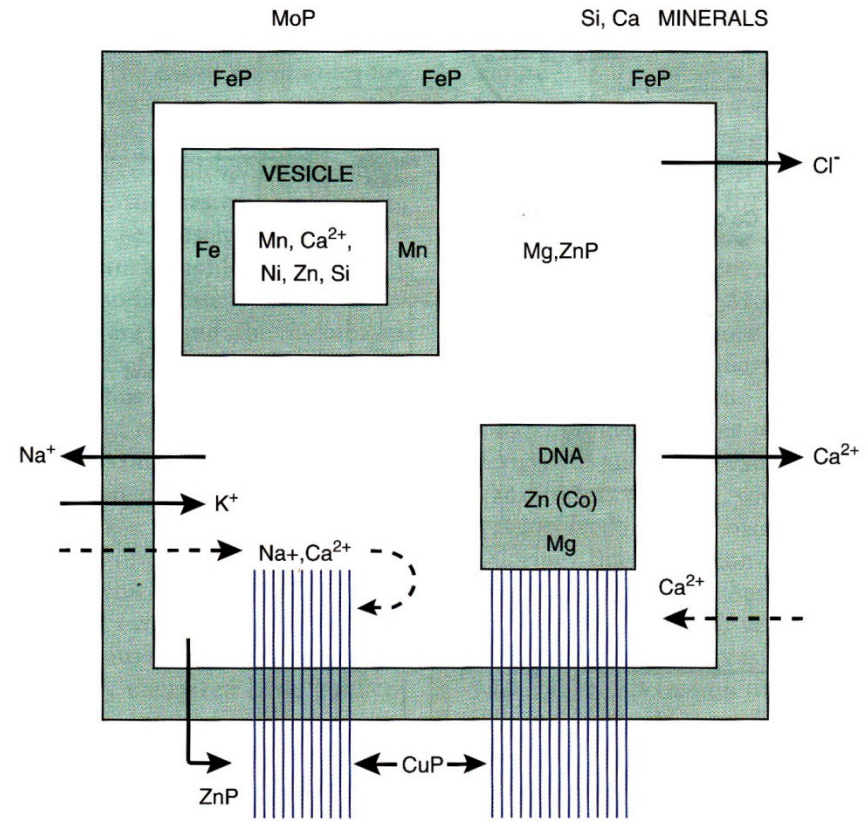 MoP
Si, Ca MINERALS
FeP
FeP
FeP
Cl⁻
VESICLE
Fe
Mn, Ca²⁺,
Ni, Zn, Si
Mn
Mg,ZnP
Na⁺
K⁺
Na+,Ca²⁺
DNA
Zn (Co)
Mg
Ca²⁺
Ca²⁺
CuP
ZnP